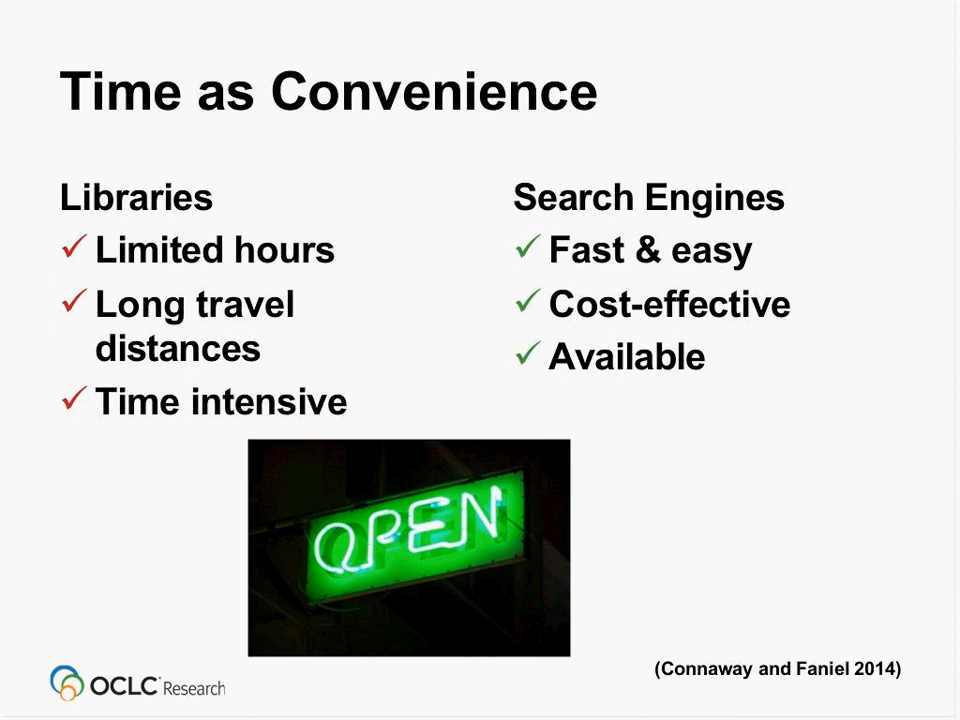 Time as Convenience
Libraries
✓ Limited hours
✓ Long travel
distances
✓ Time intensive
Search Engines
✓ Fast & easy
✓ Cost-effective
✓ Available
OPEN
(Connaway and Faniel 2014)
OCLC Research